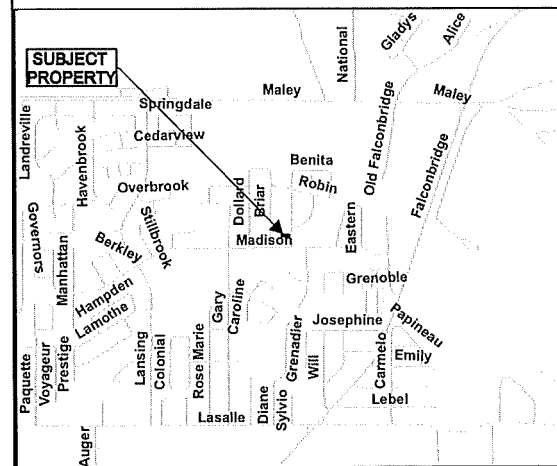 SUBJECT
PROPERTY
Gladys
Alice
National
Maley
Maley
Springdale
Landreville
Cedarview
Havenbrook
Old Falconbridge
Falconbridge
Benita
Robin
Overbrook
Dollard
Briar
Stillbrook
Governors
Madison
Eastern
Berkley
Manhattan
Grenoble
Hampden
Lamothe
Gary
Caroline
Josephine
Papineau
Grenadier
Will
Emily
Carmelo
Lebel
Paquette
Voyageur
Prestige
Lansing
Colonial
Rose Marie
Lasalle
Diane
Sylvio
Auger